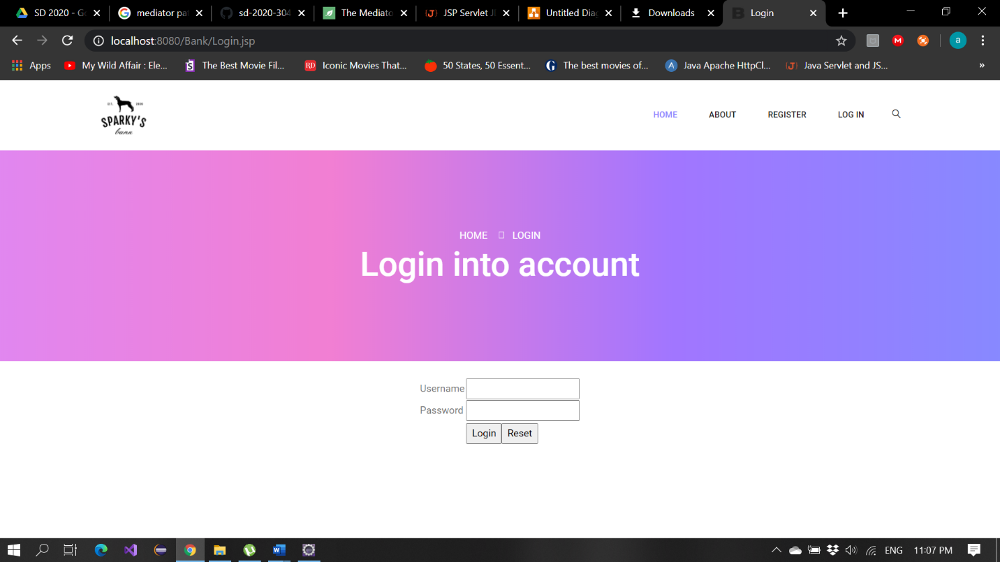 SD 2020 - Go
mediator pat
sd-2020-304
The Mediato
JSP Servlet JD
Untitled Diag
Downloads
Login
localhost:8080/Bank/Login.jsp
a
Apps
My Wild Affair : Ele...
The Best Movie Fil...
RD
Iconic Movies That...
50 States, 50 Essent...
The best movies of...
Java Apache HttpCl...
Java Servlet and JS...
»
SPARKY'S
bank
HOME
ABOUT
REGISTER
LOG IN
HOME LOGIN
Login into account
Username
Password
Login Reset
ENG
11:07 PM